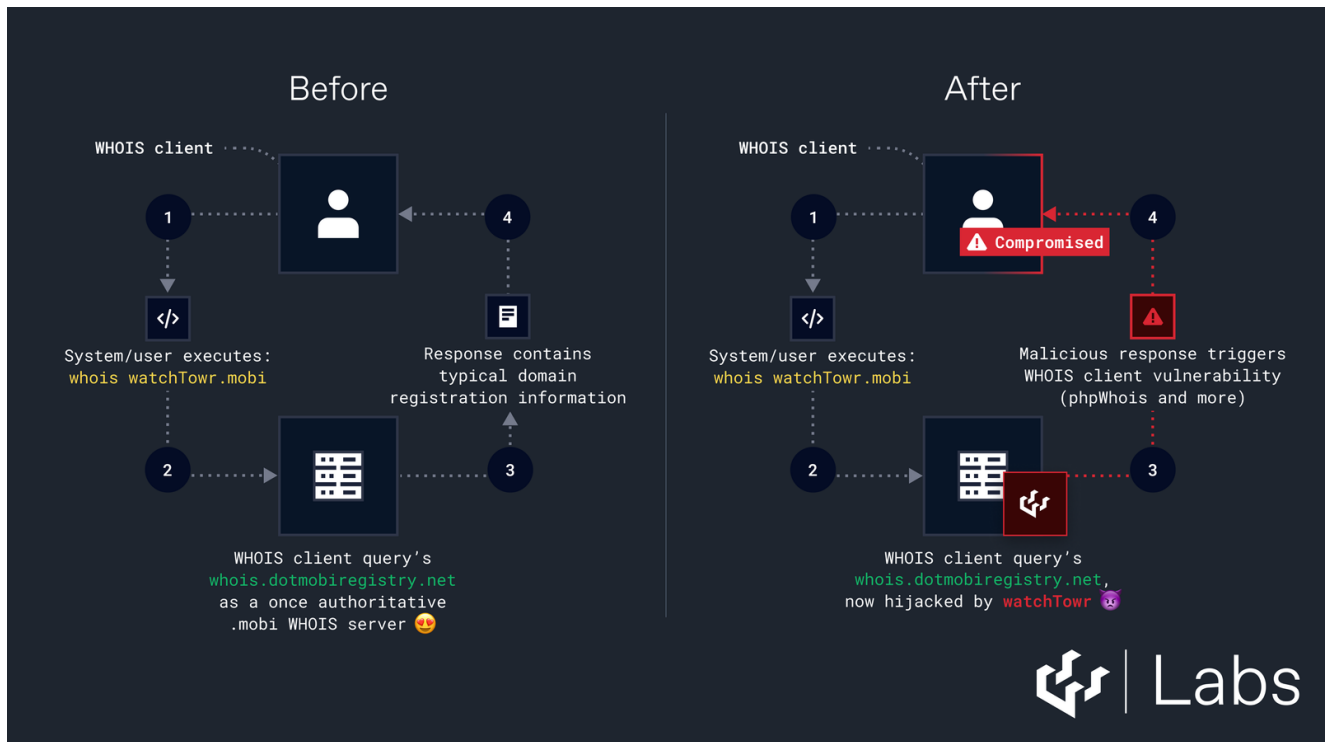 Before
WHOIS client
1
4
System/user executes:
whois watchTowr.mobi
Response contains
typical domain
registration information
2
3
WHOIS client query’s
whois.dotmobiregistry.net
as a once authoritative
.mobi WHOIS server 😍
After
WHOIS client
1
4
Compromised
System/user executes:
whois watchTowr.mobi
Malicious response triggers
WHOIS client vulnerability
(phpWhois and more)
2
3
WHOIS client query’s
whois.dotmobiregistry.net,
now hijacked by watchTowr 😈
Labs